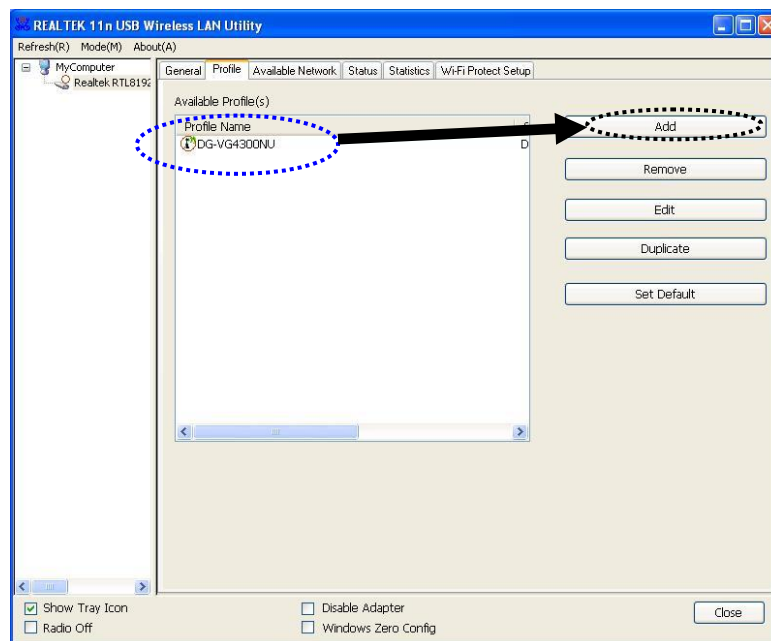 REALTEK 11n USB Wireless LAN Utility
Refresh(R) Mode(M) About(A)
MyComputer
Realtek RTL8192
General Profile Available Network Status Statistics Wi-Fi Protect Setup
Available Profile(s)
Profile Name
DG-VG4300NU D
Add
Remove
Edit
Duplicate
Set Default
Show Tray Icon
Radio Off
Disable Adapter
Windows Zero Config
Close